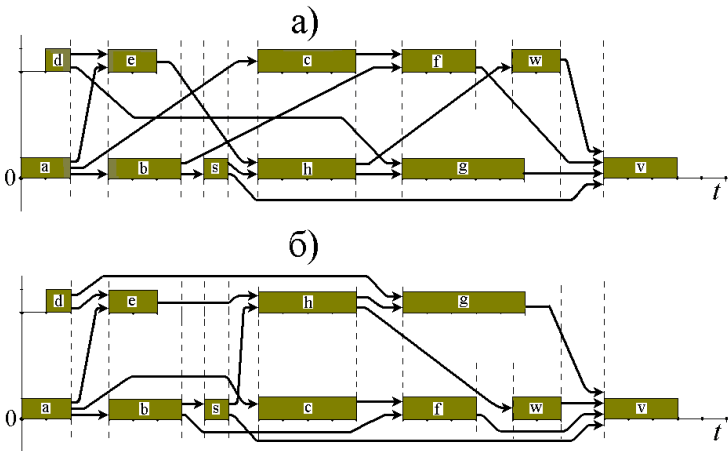 а)
d e c f w
a b s h g v
0
t
б)
d e h g
a b s c f w v
0
t